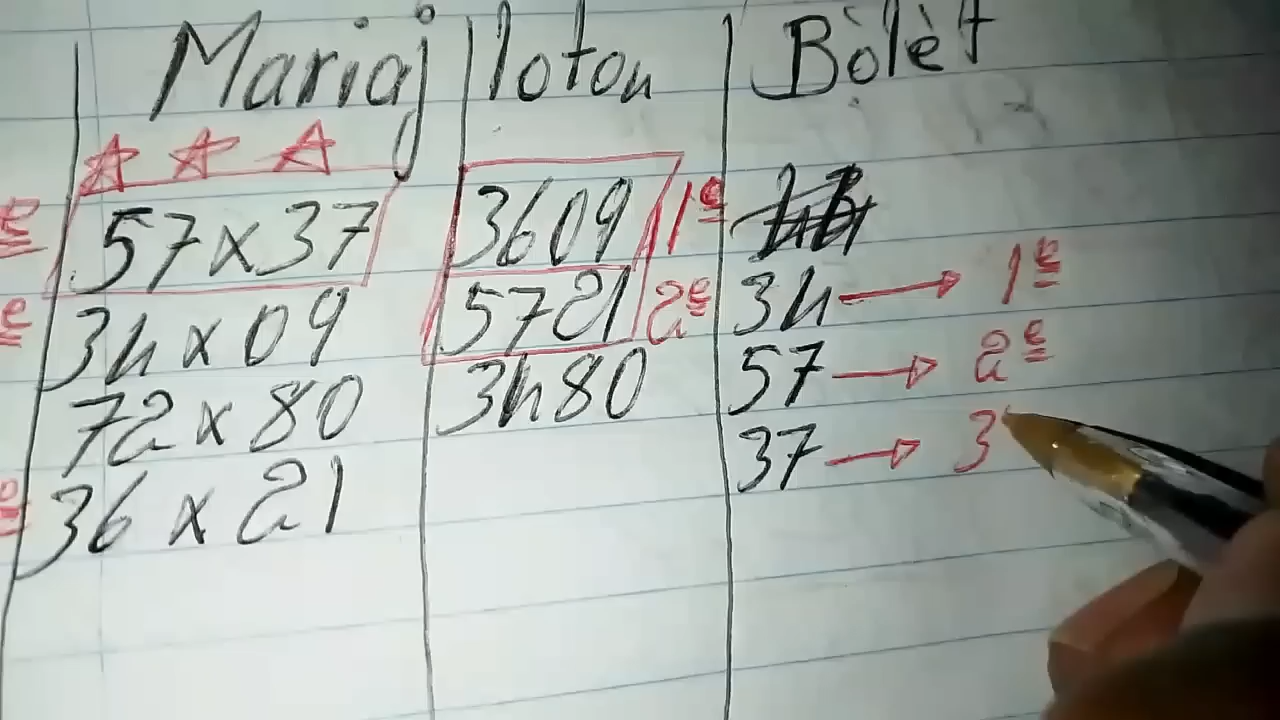 Mariaj
57x37
34x09
72x80
36x21
loto4
3609 1e
5721 2e
3480
Bòlèt
34 → 1e
57 → 2e
37 → 3